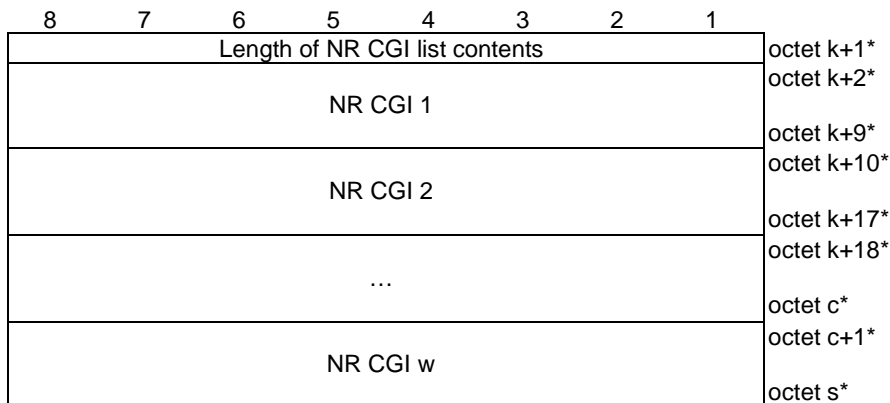 8 7 6 5 4 3 2 1
Length of NR CGI list contents octet k+1*
octet k+2*
NR CGI 1
octet k+9*
octet k+10*
NR CGI 2
octet k+17*
octet k+18*
…
octet c*
octet c+1*
NR CGI w
octet s*